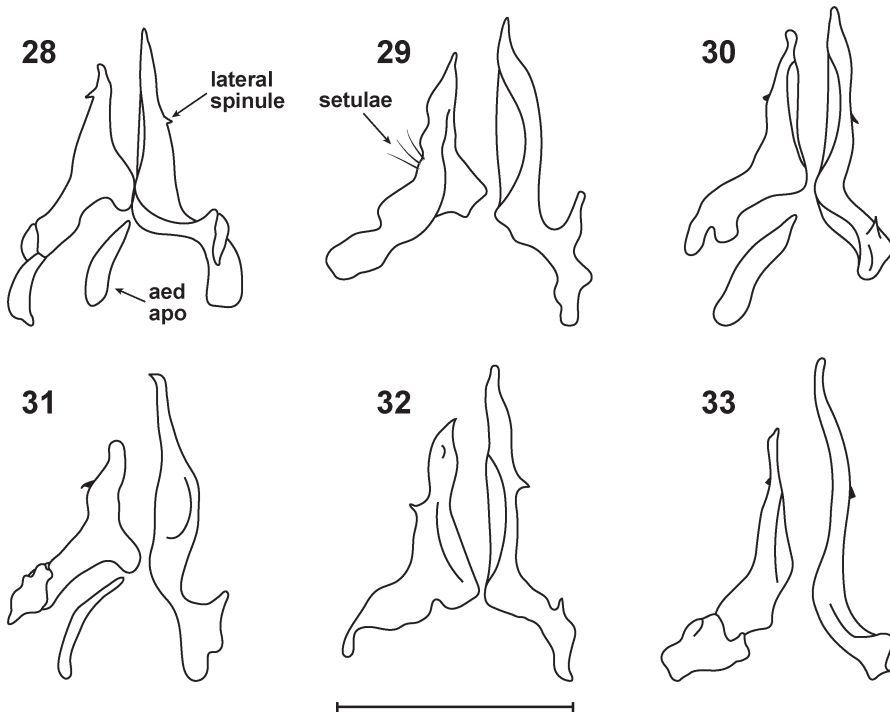 28
lateral
spinule
aed
apo
29
setulae
30
31
32
33